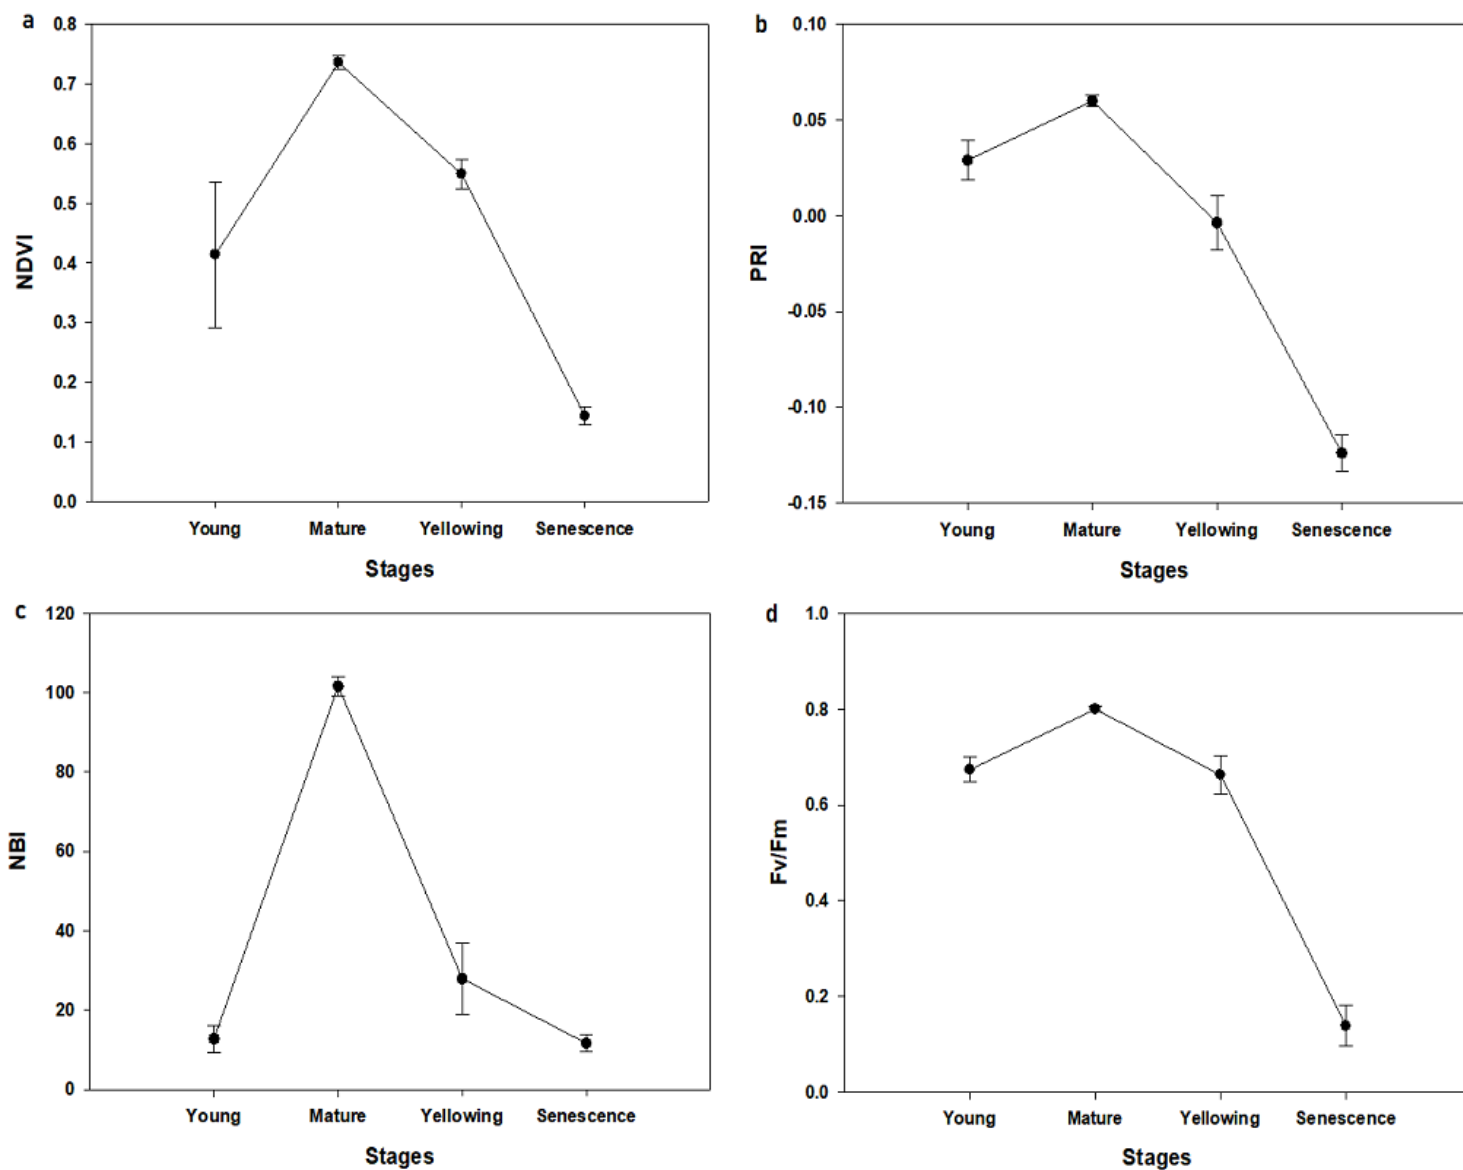 a
0.8
0.7
0.6
0.5
0.4
0.3
0.2
0.1
0.0
NDVI
Young Mature Yellowing Senescence
Stages
b
0.10
0.05
0.00
-0.05
-0.10
-0.15
PRI
Young Mature Yellowing Senescence
Stages
c
120
100
80
60
40
20
0
NBI
Young Mature Yellowing Senescence
Stages
d
1.0
0.8
0.6
0.4
0.2
0.0
Fv/Fm
Young Mature Yellowing Senescence
Stages